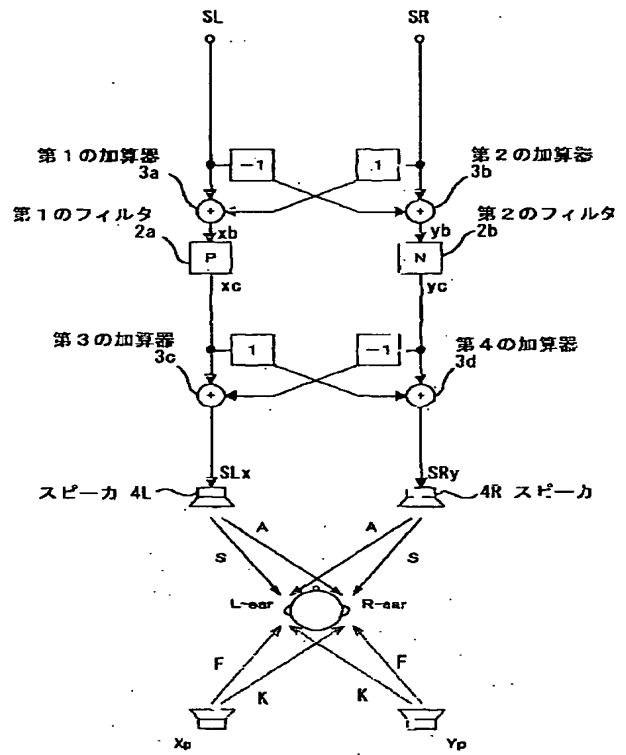 SL SR
第1の加算器 3a -1 1 第2の加算器 3b
+ +
第1のフィルタ 2a xb yb 第2のフィルタ 2b
P N
xc yc
第3の加算器 3c 1 -1 第4の加算器 3d
+ +
SLx SRy
スピーカ 4L 4R スピーカ
A A
S S
L-ear R-ear
F F
K K
Xp Yp